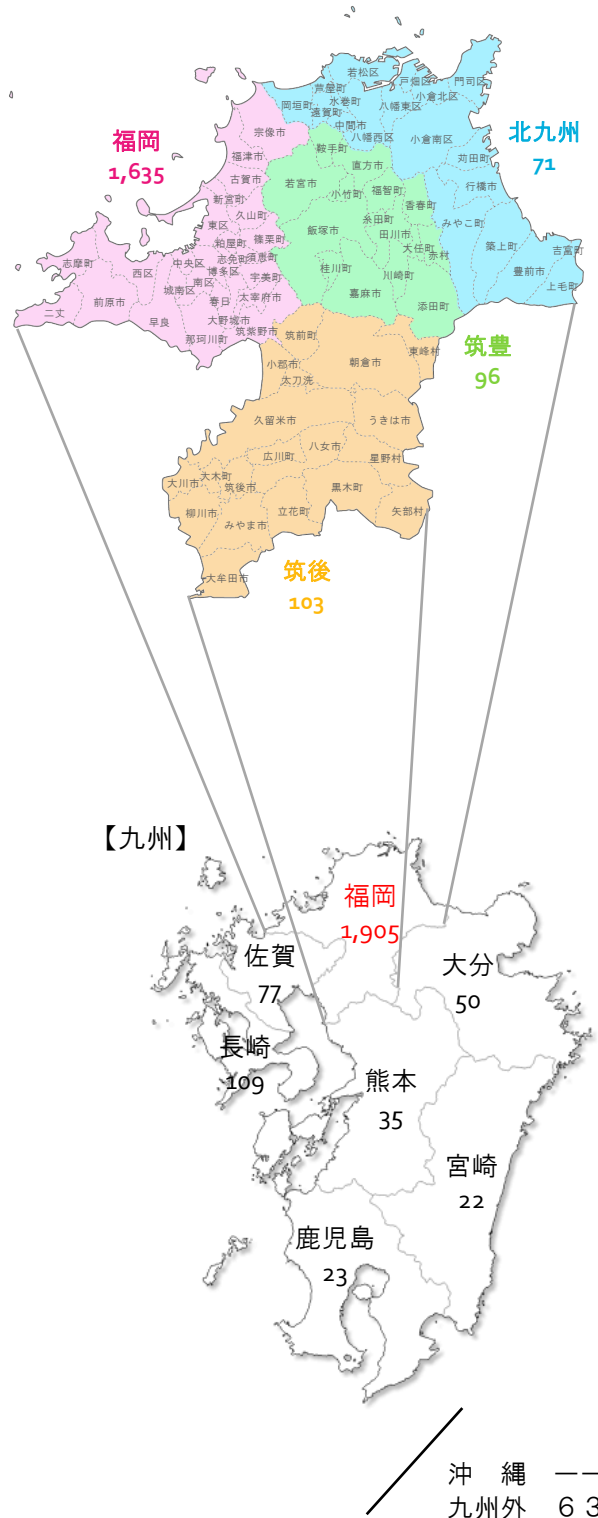 若松区
戸畑区
門司区
芦屋町
水巻町
小倉北区
岡垣町
遠賀町
八幡東区
中間市
八幡西区
小倉南区
宗像市
福岡
1,635
北九州
71
鞍手町
福津市
直方市
苅田町
古賀市
若宮市
小竹町
福智町
行橋市
新宮町
久山町
香春町
みやこ町
糸田町
東区
飯塚市
田川市
篠栗町
粕屋町
大任町
築上町
吉富町
志免町
須恵町
赤村
志摩町
西区
中央区
博多区
桂川町
川崎町
豊前市
上毛町
城南区
南区
宇美町
前原市
春日
太宰府市
嘉麻市
添田町
二丈
早良
大野城市
筑紫野市
那珂川町
筑前町
東峰村
筑豊
96
小郡市
朝倉市
太刀洗
久留米市
うきは市
八女市
広川町
星野村
大木町
大川市
筑後市
黒木町
柳川市
みやま市
立花町
矢部村
大牟田市
筑後
103
【九州】
福岡
1,905
佐賀
77
大分
50
長崎
109
熊本
35
宮崎
22
鹿児島
23
沖 縄 ――
九州外 63